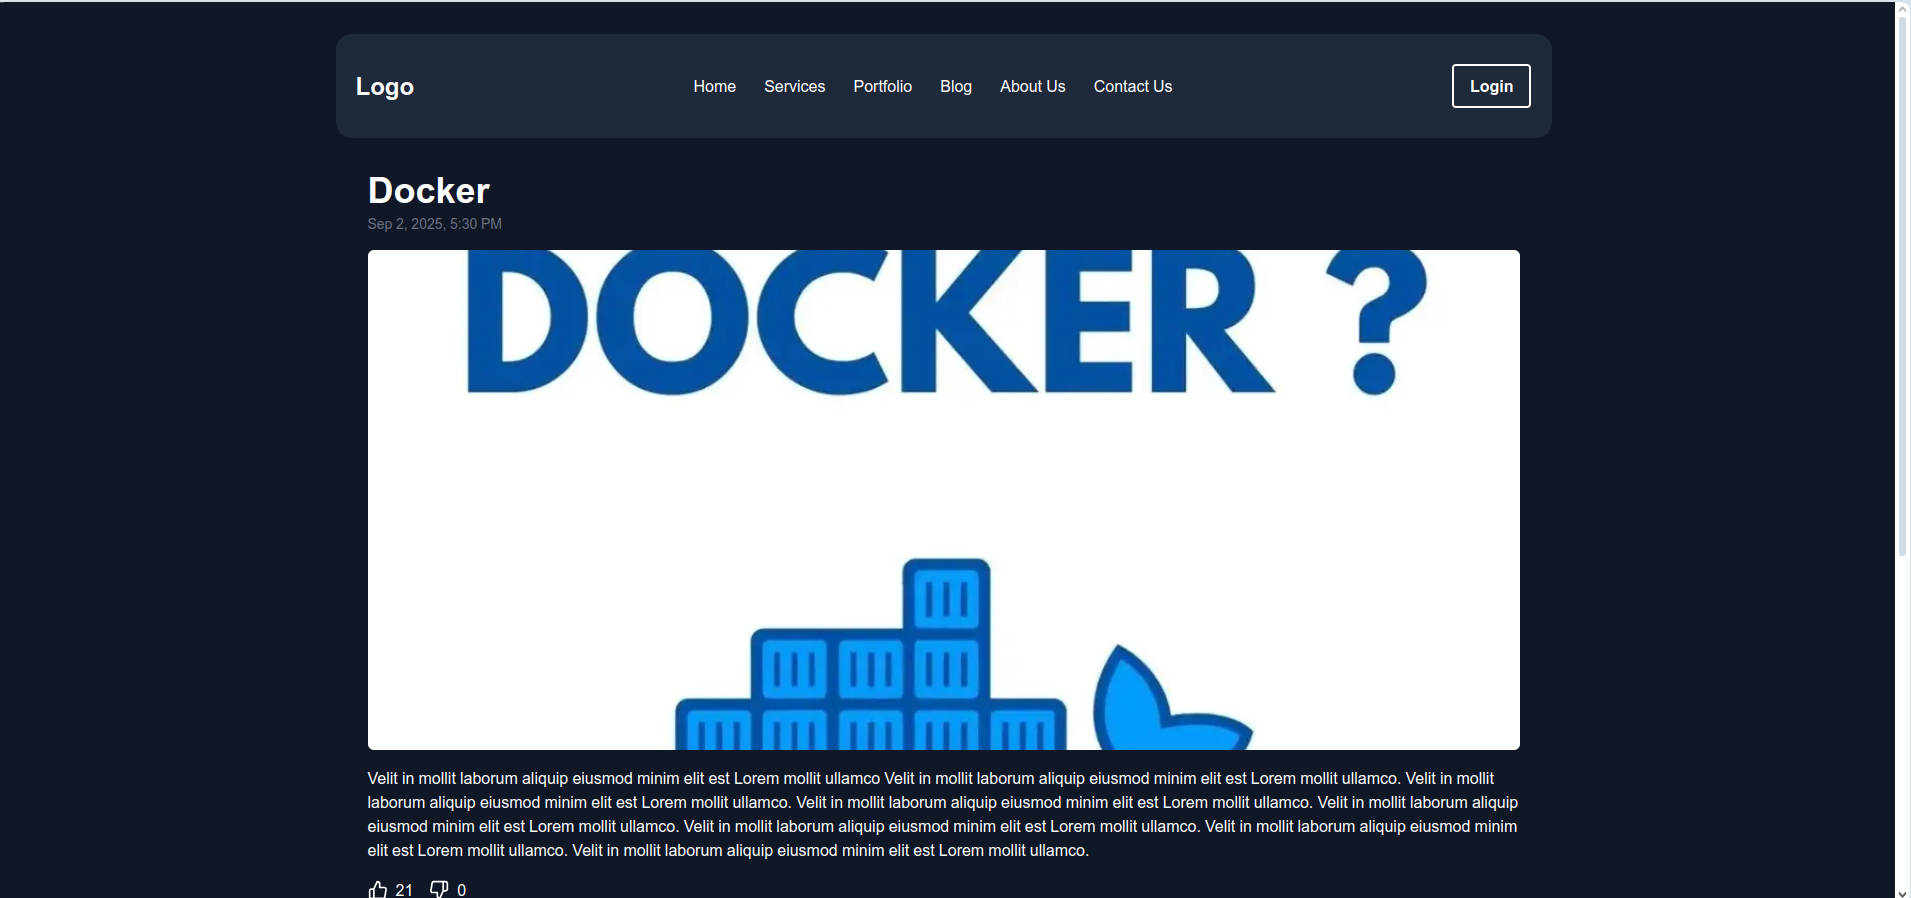 Logo
Home Services Portfolio Blog About Us Contact Us
Login
Docker
Sep 2, 2025, 5:30 PM
DOCKER ?
Velit in mollit laborum aliquip eiusmod minim elit est Lorem mollit ullamco Velit in mollit laborum aliquip eiusmod minim elit est Lorem mollit ullamco. Velit in mollit
laborum aliquip eiusmod minim elit est Lorem mollit ullamco. Velit in mollit laborum aliquip eiusmod minim elit est Lorem mollit ullamco. Velit in mollit laborum aliquip
eiusmod minim elit est Lorem mollit ullamco. Velit in mollit laborum aliquip eiusmod minim elit est Lorem mollit ullamco. Velit in mollit laborum aliquip eiusmod minim
elit est Lorem mollit ullamco. Velit in mollit laborum aliquip eiusmod minim elit est Lorem mollit ullamco.
21 0